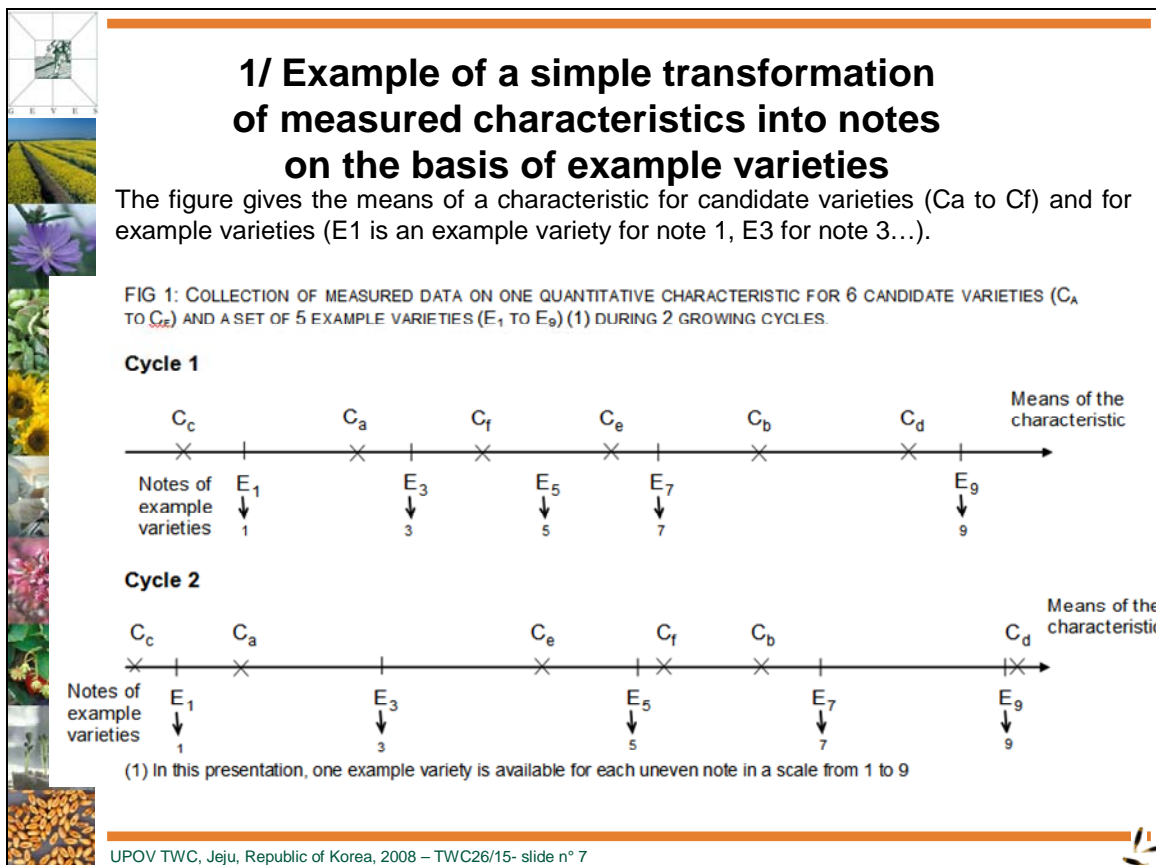 G E V E S
1/ Example of a simple transformation
of measured characteristics into notes
on the basis of example varieties
The figure gives the means of a characteristic for candidate varieties (Ca to Cf) and for
example varieties (E1 is an example variety for note 1, E3 for note 3…).
FIG 1: COLLECTION OF MEASURED DATA ON ONE QUANTITATIVE CHARACTERISTIC FOR 6 CANDIDATE VARIETIES (CA
TO CF) AND A SET OF 5 EXAMPLE VARIETIES (E1 TO E9) (1) DURING 2 GROWING CYCLES.
Cycle 1
Means of the
characteristic
Cc Ca Cf Ce Cb Cd
Notes of
example
varieties
E1 E3 E5 E7 E9
1 3 5 7 9
Cycle 2
Means of the
characteristic
Cc Ca Ce Cf Cb Cd
Notes of
example
varieties
E1 E3 E5 E7 E9
1 3 5 7 9
(1) In this presentation, one example variety is available for each uneven note in a scale from 1 to 9
UPOV TWC, Jeju, Republic of Korea, 2008 – TWC26/15- slide n° 7